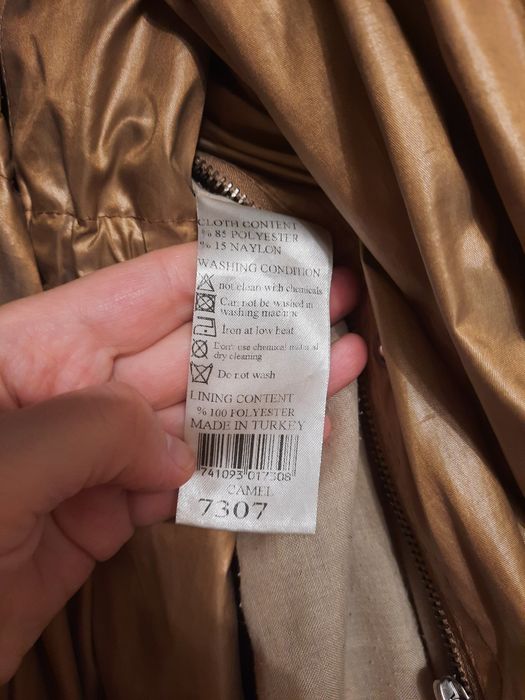 CLOTH CONTENT
% 85 POLYESTER
% 15 NAYLON
WASHING CONDITION
not clean with chemicals
Can not be washed in
washing machine
Iron at low heat
Don't use chemical material
dry cleaning
Do not wash
LINING CONTENT
% 100 POLYESTER
MADE IN TURKEY
741093 017308
CAMEL
7307